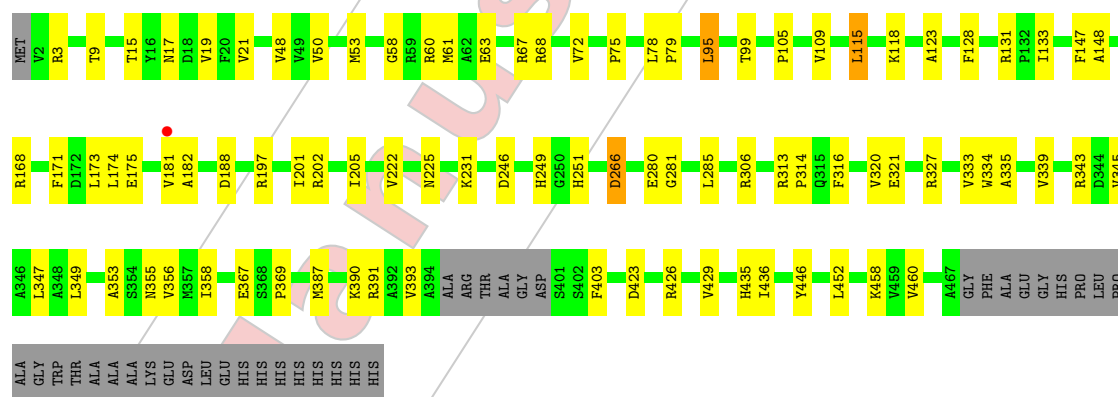 MET V2 R3 T9 T15 Y16 N17 D18 V19 F20 V21 V48 V49 V50 M53 G58 R59 R60 M61 A62 E63 R67 R68 V72 P75 L78 P79 L95 T99 P105 V109 L115 K118 A123 F128 R131 P132 I133 F147 A148
R168 F171 D172 L173 L174 E175 V181 A182 D188 R197 I201 R202 I205 V222 N225 K231 D246 H249 G250 H251 D266 E280 G281 L285 R306 R313 P314 Q315 F316 V320 E321 R327 V333 W334 A335 V339 R343 D344
A346 L347 A348 L349 A353 S354 N355 V356 M357 I358 E367 S368 P369 M387 K390 R391 A392 V393 A394 ALA ARG THR ALA GLY ASP S401 S402 F403 D423 R426 V429 H435 I436 Y446 L452 K458 V459 V460 A467 GLY PHE ALA GLU GLY HIS PRO LEU
ALA GLY TRP THR ALA ALA ALA LYS GLU ASP LEU GLU HIS HIS HIS HIS HIS HIS HIS HIS